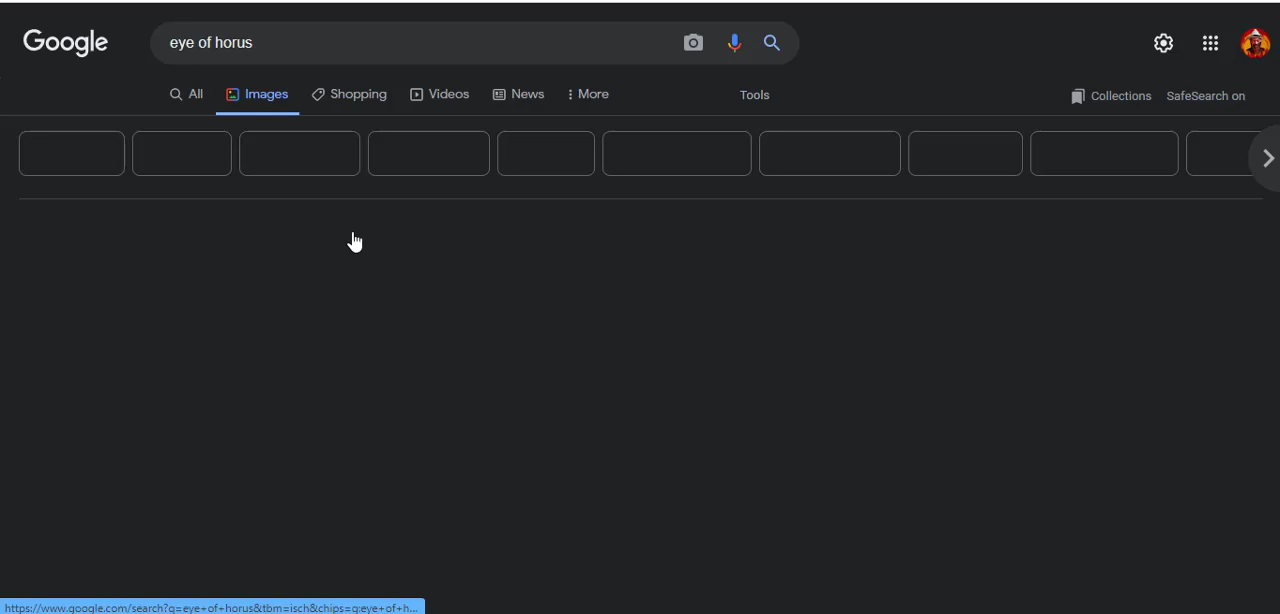 Google
eye of horus
All Images Shopping Videos News More Tools Collections SafeSearch on
https://www.google.com/search?q=eye+of+horus&tbm=isch&chips=q:eye+of+h...